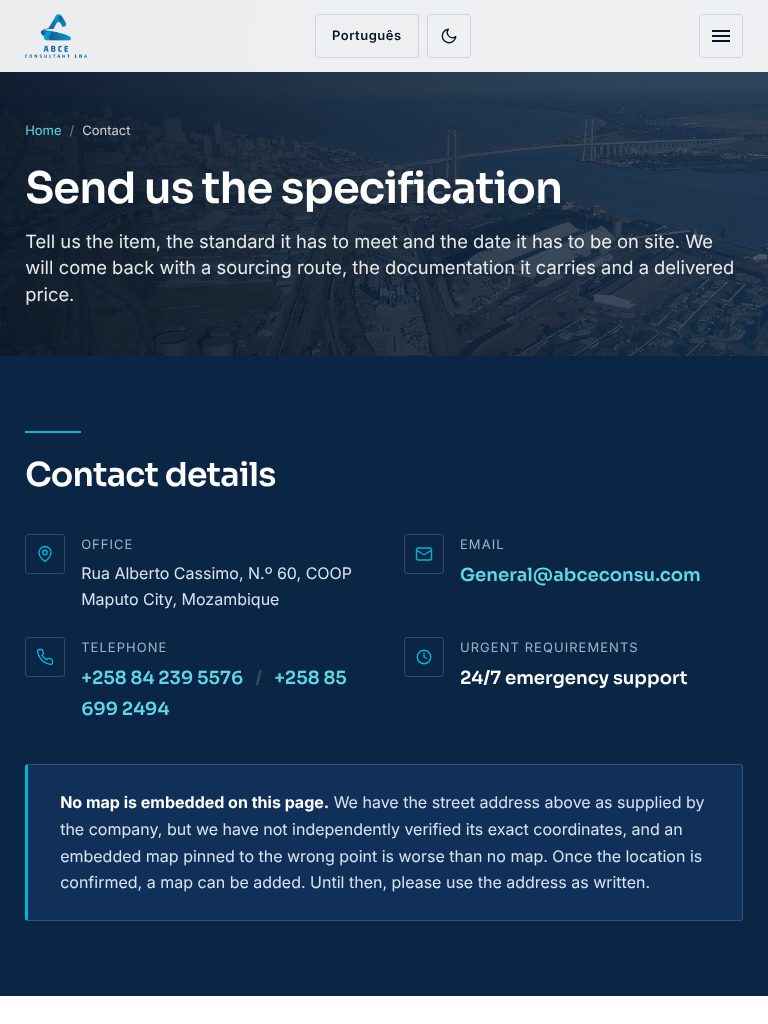 ABCE
CONSULTANT LDA
Português
Home / Contact
Send us the specification
Tell us the item, the standard it has to meet and the date it has to be on site. We
will come back with a sourcing route, the documentation it carries and a delivered
price.
Contact details
OFFICE
Rua Alberto Cassimo, N.º 60, COOP
Maputo City, Mozambique
EMAIL
General@abceconsu.com
TELEPHONE
+258 84 239 5576 / +258 85
699 2494
URGENT REQUIREMENTS
24/7 emergency support
No map is embedded on this page. We have the street address above as supplied by
the company, but we have not independently verified its exact coordinates, and an
embedded map pinned to the wrong point is worse than no map. Once the location is
confirmed, a map can be added. Until then, please use the address as written.